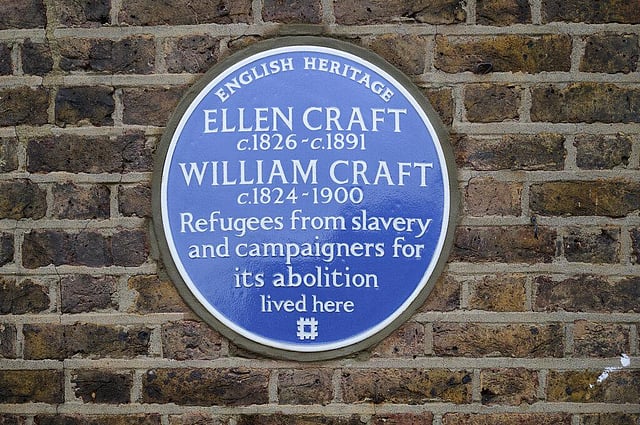 ENGLISH HERITAGE
ELLEN CRAFT
c.1826-c.1891
WILLIAM CRAFT
c.1824-1900
Refugees from slavery
and campaigners for
its abolition
lived here